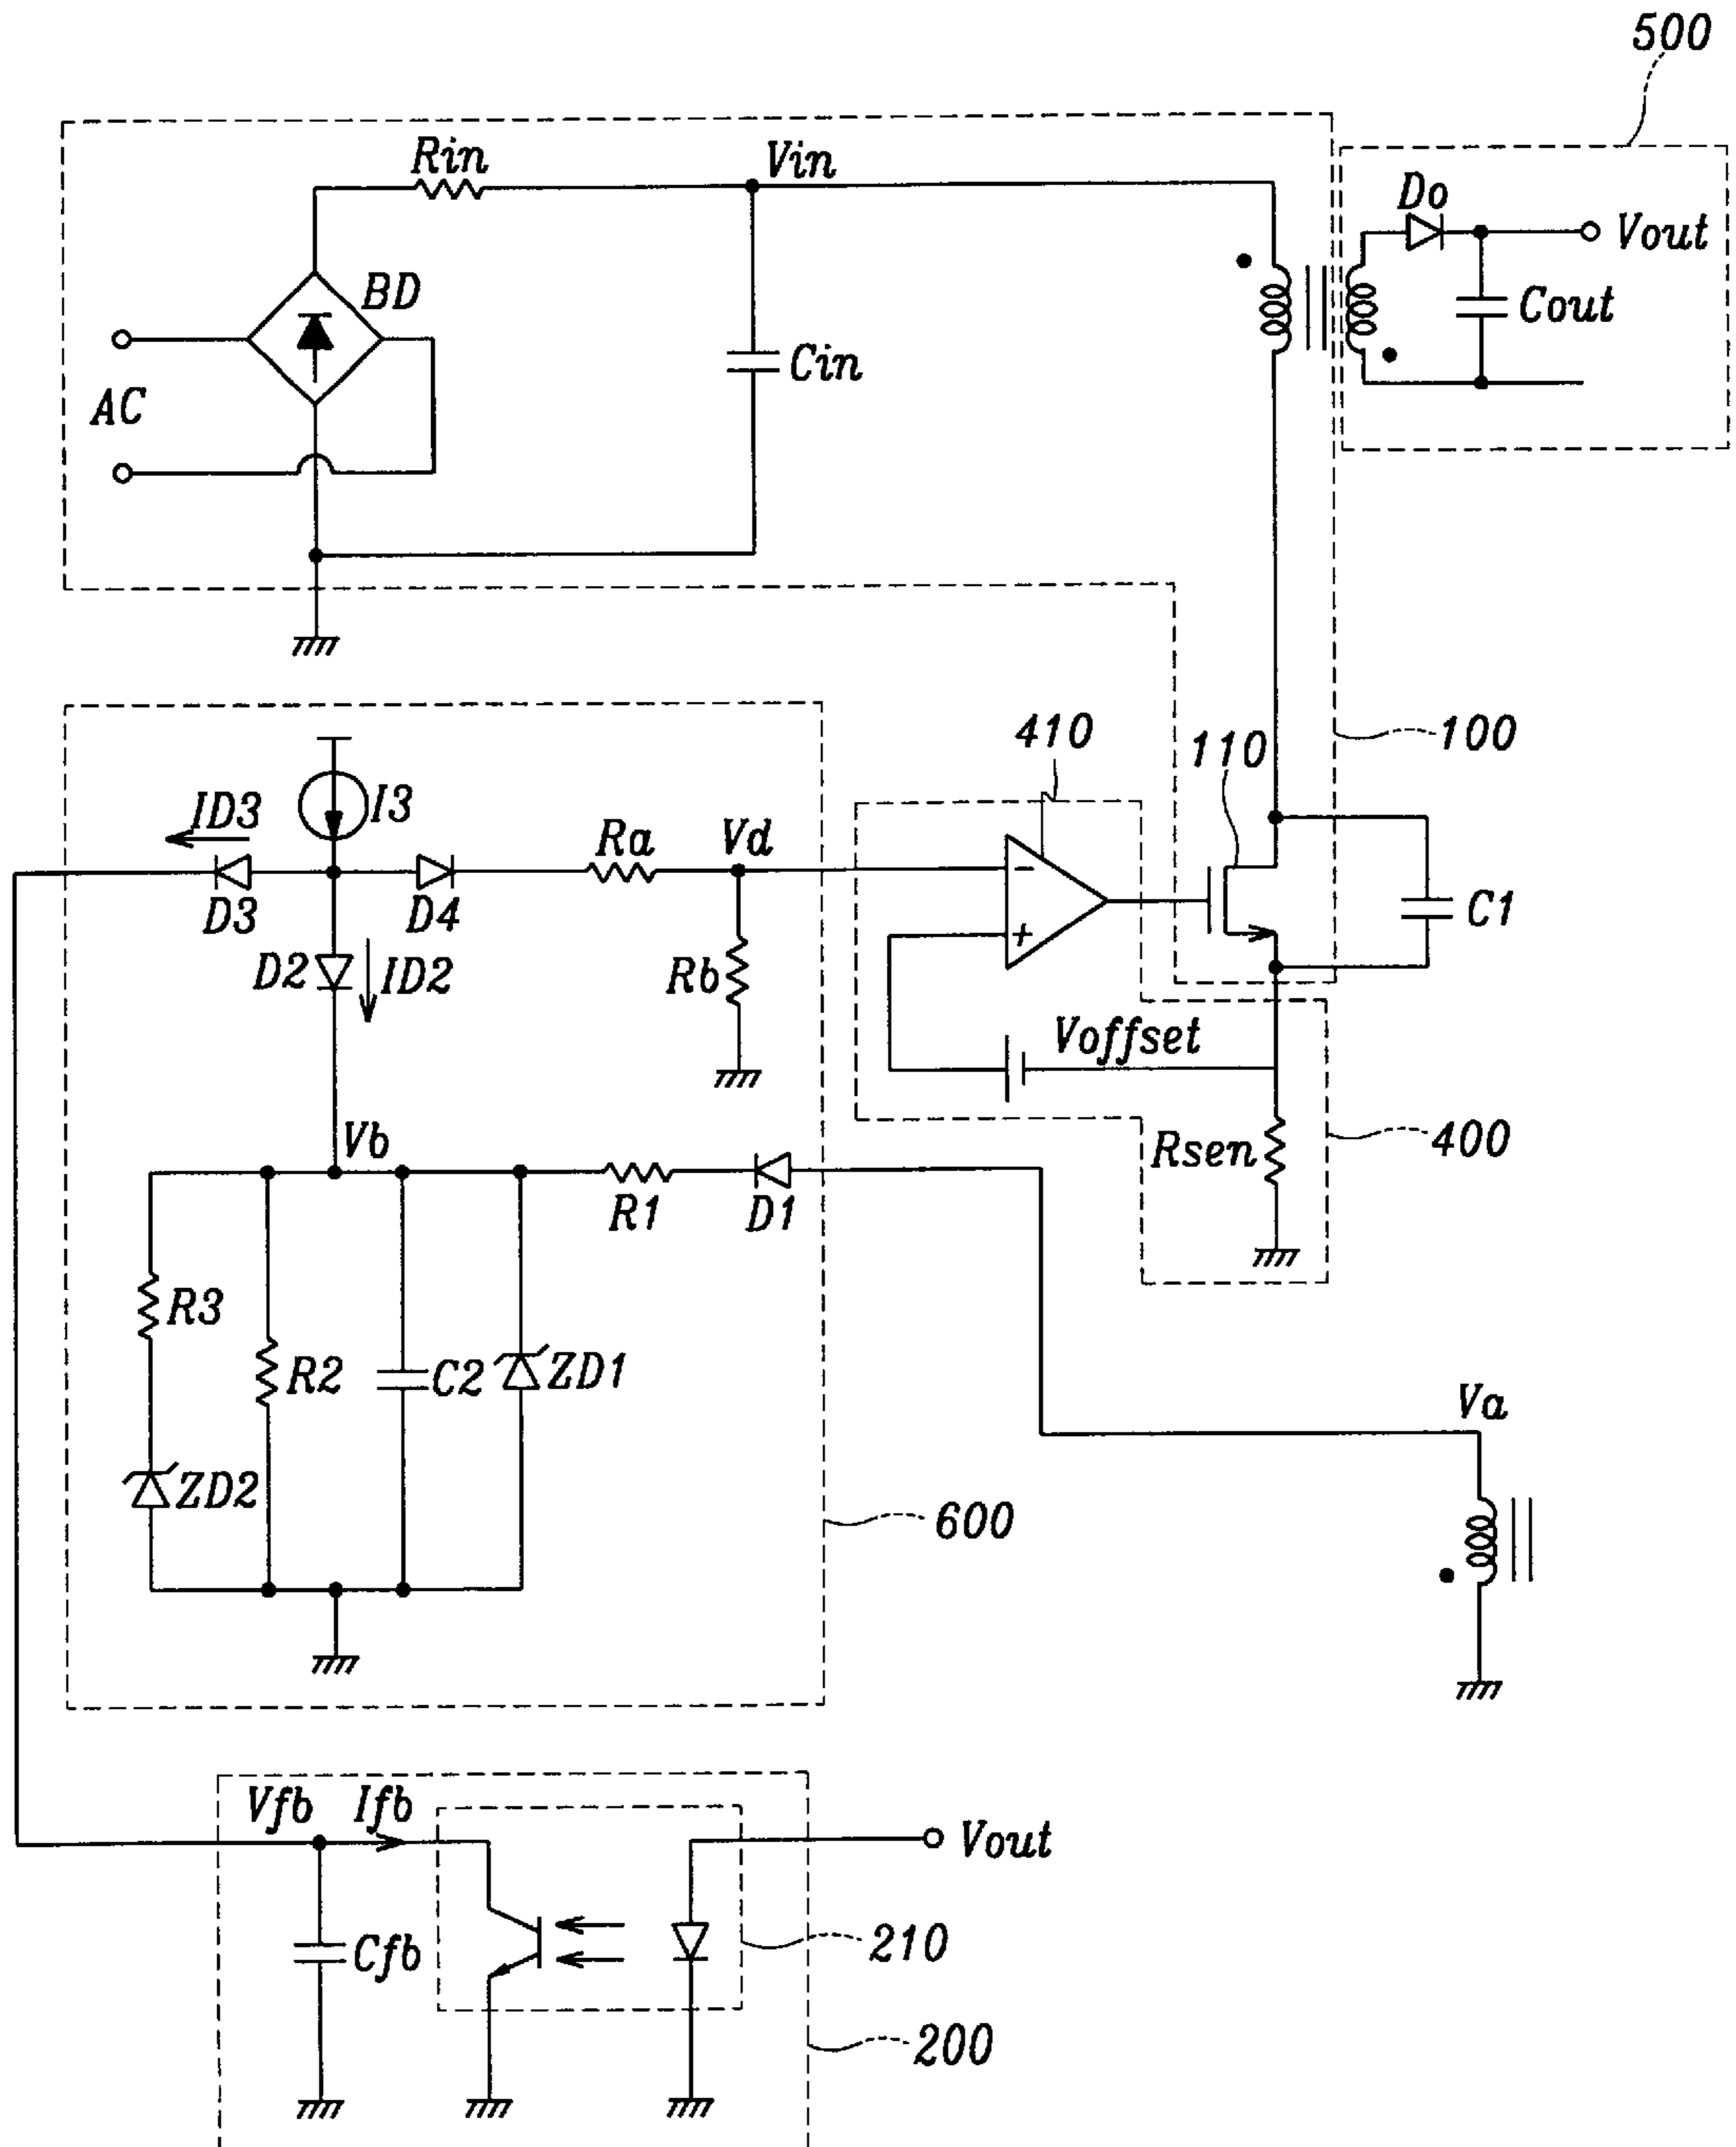 500
Rin
Vin
Do
Vout
BD
Cout
Cin
AC
410
110
100
ID3
I3
Ra
Vd
D3
D4
−
C1
D2
ID2
Rb
+
Voffset
Vb
Rsen
400
R1
D1
R3
R2
C2
ZD1
Va
ZD2
600
Vfb
Ifb
Vout
Cfb
210
200